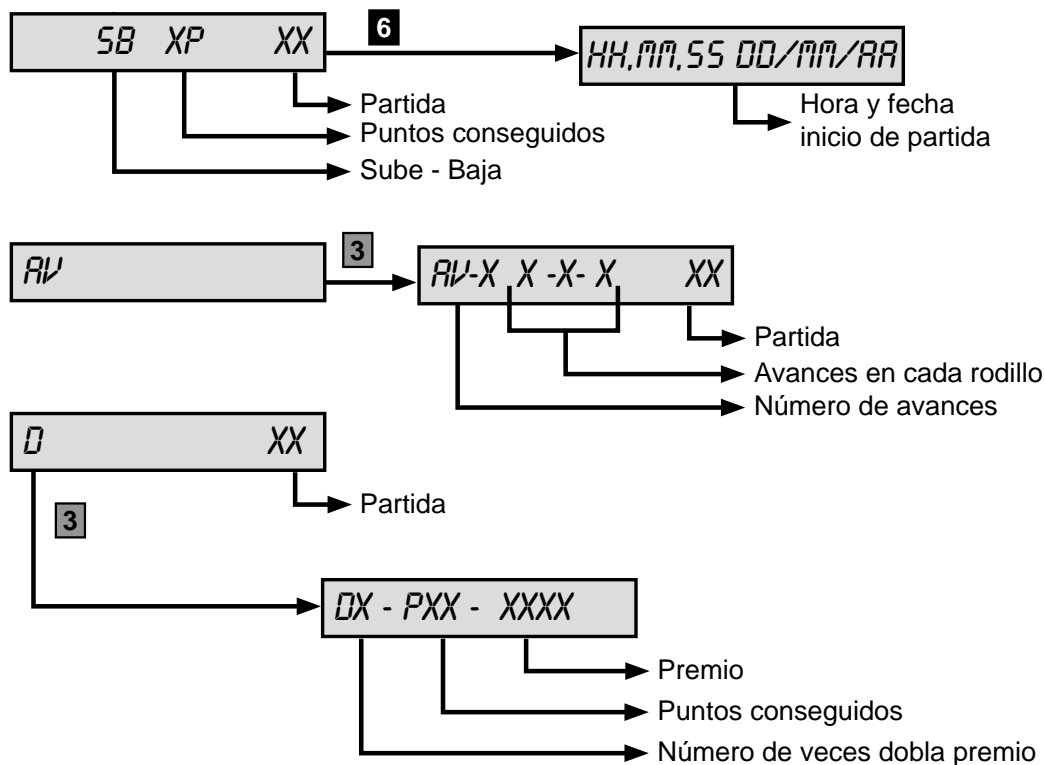 SB XP XX
6
HH,MM,SS DD/MM/AA
Partida
Puntos conseguidos
Sube - Baja
Hora y fecha
inicio de partida
AV
3
AV-X X -X- X XX
Partida
Avances en cada rodillo
Número de avances
D XX
Partida
3
DX - PXX - XXXX
Premio
Puntos conseguidos
Número de veces dobla premio